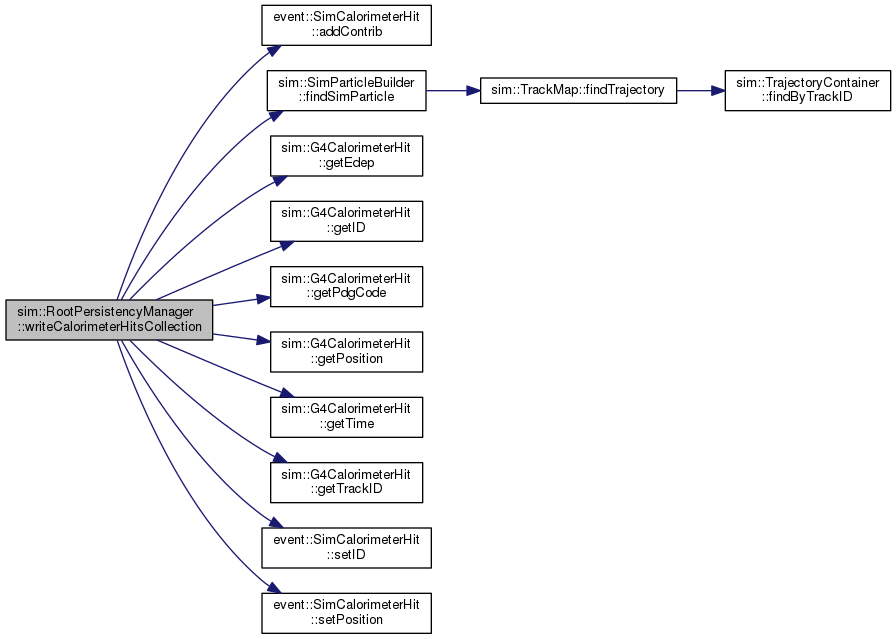 event::SimCalorimeterHit
::addContrib
sim::SimParticleBuilder
::findSimParticle
sim::TrackMap::findTrajectory
sim::TrajectoryContainer
::findByTrackID
sim::G4CalorimeterHit
::getEdep
sim::G4CalorimeterHit
::getID
sim::G4CalorimeterHit
::getPdgCode
sim::RootPersistencyManager
::writeCalorimeterHitsCollection
sim::G4CalorimeterHit
::getPosition
sim::G4CalorimeterHit
::getTime
sim::G4CalorimeterHit
::getTrackID
event::SimCalorimeterHit
::setID
event::SimCalorimeterHit
::setPosition